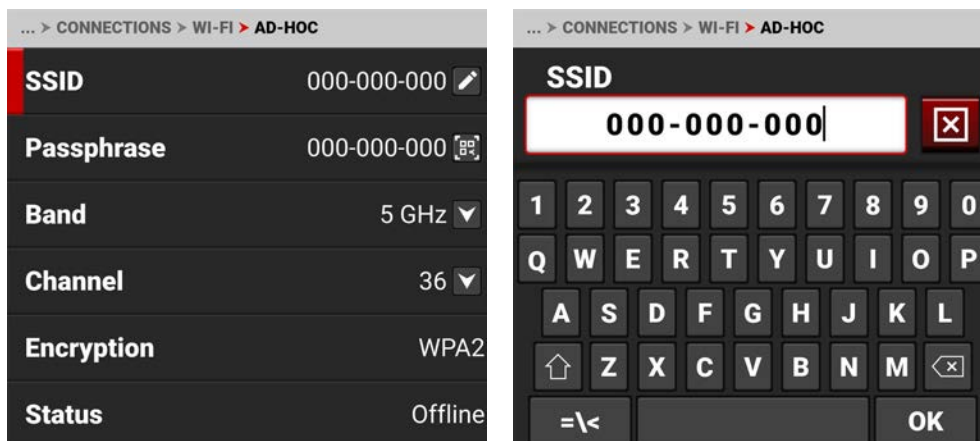 ... > CONNECTIONS > WI-FI > AD-HOC
SSID 000-000-000
Passphrase 000-000-000
Band 5 GHz
Channel 36
Encryption WPA2
Status Offline
... > CONNECTIONS > WI-FI > AD-HOC
SSID
000-000-000
1 2 3 4 5 6 7 8 9 0
Q W E R T Y U I O P
A S D F G H J K L
Z X C V B N M
=\< OK